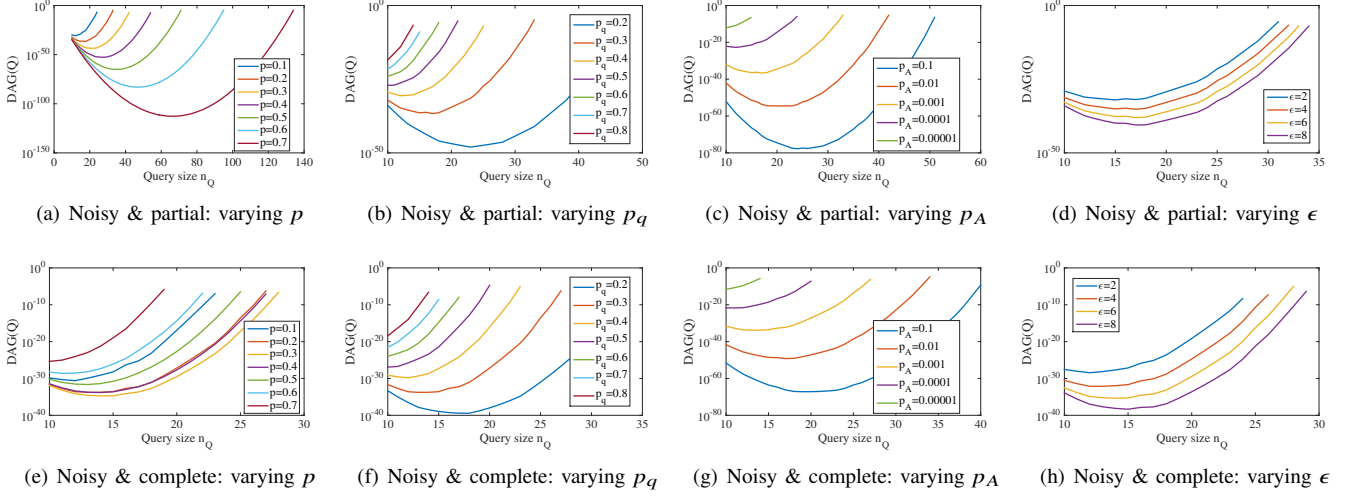 DAG(Q)
10^0
10^-50
10^-100
10^-150
0 20 40 60 80 100 120 140
Query size n_Q
p=0.1
p=0.2
p=0.3
p=0.4
p=0.5
p=0.6
p=0.7
(a) Noisy & partial: varying p
DAG(Q)
10^0
10^-50
10 20 30 40 50
Query size n_Q
p_q=0.2
p_q=0.3
p_q=0.4
p_q=0.5
p_q=0.6
p_q=0.7
p_q=0.8
(b) Noisy & partial: varying p_q
DAG(Q)
10^0
10^-20
10^-40
10^-60
10^-80
10 20 30 40 50 60
Query size n_Q
p_A=0.1
p_A=0.01
p_A=0.001
p_A=0.0001
p_A=0.00001
(c) Noisy & partial: varying p_A
DAG(Q)
10^0
10^-50
10 15 20 25 30 35
Query size n_Q
ϵ=2
ϵ=4
ϵ=6
ϵ=8
(d) Noisy & partial: varying ϵ
DAG(Q)
10^0
10^-10
10^-20
10^-30
10^-40
10 15 20 25 30
Query size n_Q
p=0.1
p=0.2
p=0.3
p=0.4
p=0.5
p=0.6
p=0.7
(e) Noisy & complete: varying p
DAG(Q)
10^0
10^-10
10^-20
10^-30
10^-40
10 15 20 25 30 35
Query size n_Q
p_q=0.2
p_q=0.3
p_q=0.4
p_q=0.5
p_q=0.6
p_q=0.7
p_q=0.8
(f) Noisy & complete: varying p_q
DAG(Q)
10^0
10^-20
10^-40
10^-60
10^-80
10 15 20 25 30 35 40
Query size n_Q
p_A=0.1
p_A=0.01
p_A=0.001
p_A=0.0001
p_A=0.00001
(g) Noisy & complete: varying p_A
DAG(Q)
10^0
10^-10
10^-20
10^-30
10^-40
10 15 20 25 30
Query size n_Q
ϵ=2
ϵ=4
ϵ=6
ϵ=8
(h) Noisy & complete: varying ϵ